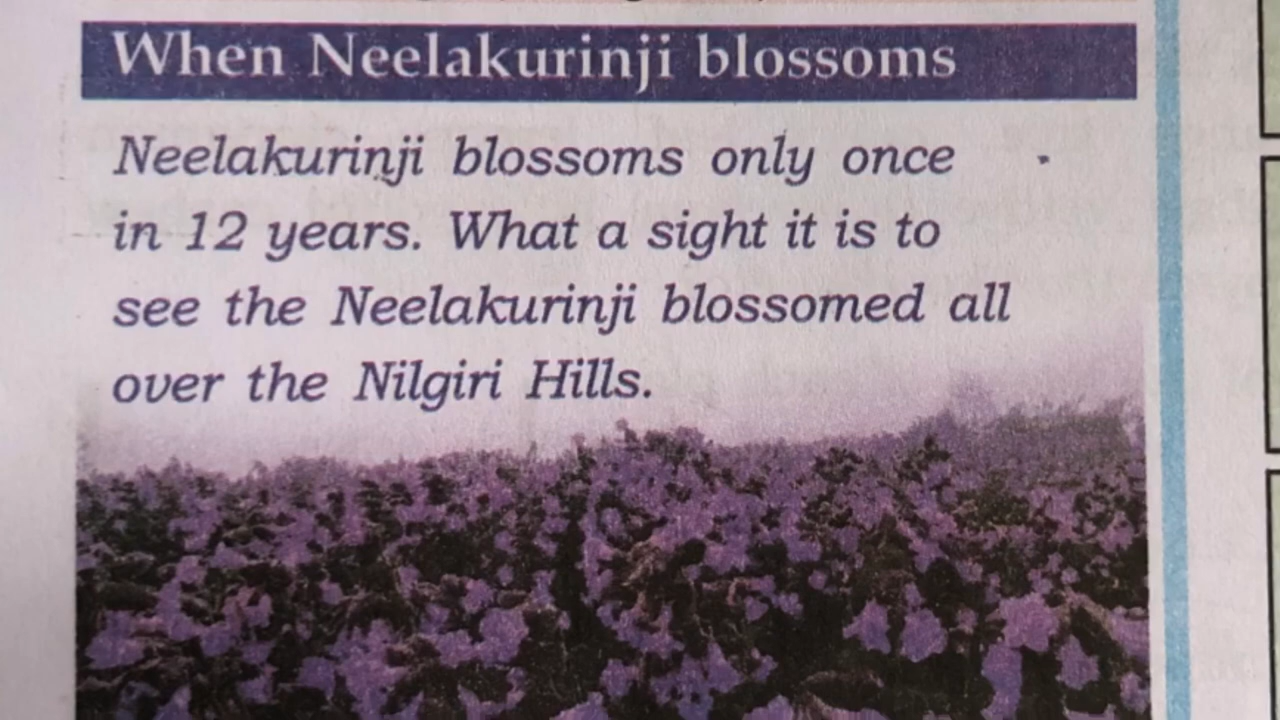 When Neelakurinji blossoms
Neelakurinji blossoms only once
in 12 years. What a sight it is to
see the Neelakurinji blossomed all
over the Nilgiri Hills.